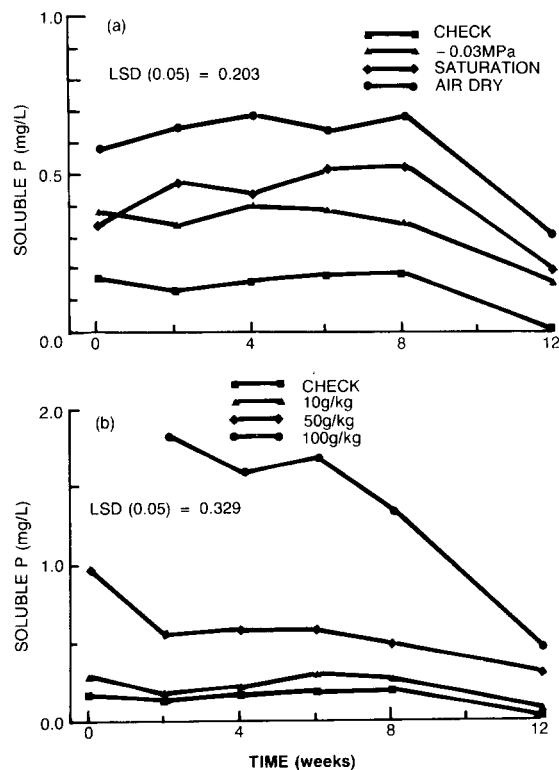 (a)
CHECK
− 0.03MPa
SATURATION
AIR DRY
LSD (0.05) = 0.203
SOLUBLE P (mg/L)
1.0
0.5
0.0
0 4 8 12
(b)
CHECK
10g/kg
50g/kg
100g/kg
LSD (0.05) = 0.329
SOLUBLE P (mg/L)
2.0
1.0
0.0
0 4 8 12
TIME (weeks)